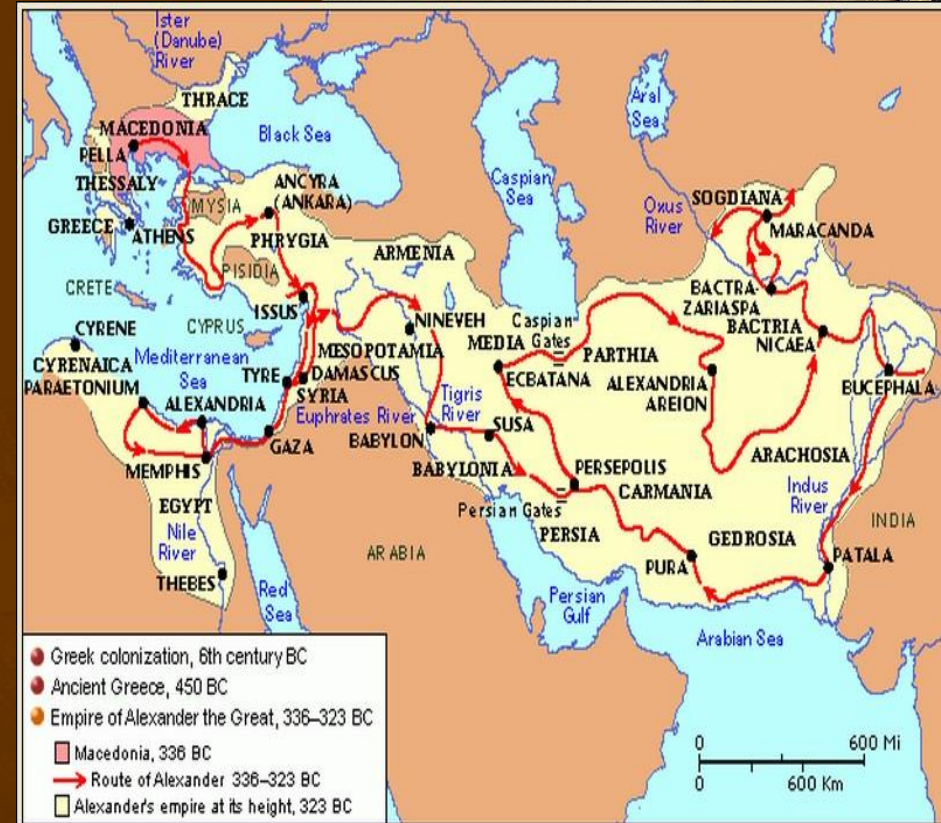 Ister
(Danube)
River
THRACE
MACEDONIA
PELLA
THESSALY
GREECE
ATHENS
CRETE
Black Sea
MYSIA
ANCYRA
(ANKARA)
PHRYGIA
PISIDIA
ARMENIA
ISSUS
CYPRUS
Caspian
Sea
Aral
Sea
Oxus
River
SOGDIANA
MARACANDA
BACTRA-
ZARIASPA
BACTRIA
NICAEA
BUCEPHALA
CYRENE
CYRENAICA
Mediterranean
Sea
PARAETONIUM
ALEXANDRIA
MEMPHIS
EGYPT
Nile
River
THEBES
Red
Sea
TYRE
DAMASCUS
SYRIA
GAZA
MESOPOTAMIA
NINEVEH
Euphrates River
Tigris
River
BABYLON
BABYLONIA
SUSA
MEDIA
ECBATANA
Caspian
Gates
PARTHIA
ALEXANDRIA
AREION
PERSEPOLIS
Persian Gates
PERSIA
CARMANIA
PURA
GEDROSIA
ARACHOSIA
Indus
River
INDIA
PATALA
ARABIA
Persian
Gulf
Arabian Sea
Greek colonization, 6th century BC
Ancient Greece, 450 BC
Empire of Alexander the Great, 336–323 BC
Macedonia, 336 BC
Route of Alexander 336–323 BC
Alexander's empire at its height, 323 BC
0 600 Mi
0 600 Km